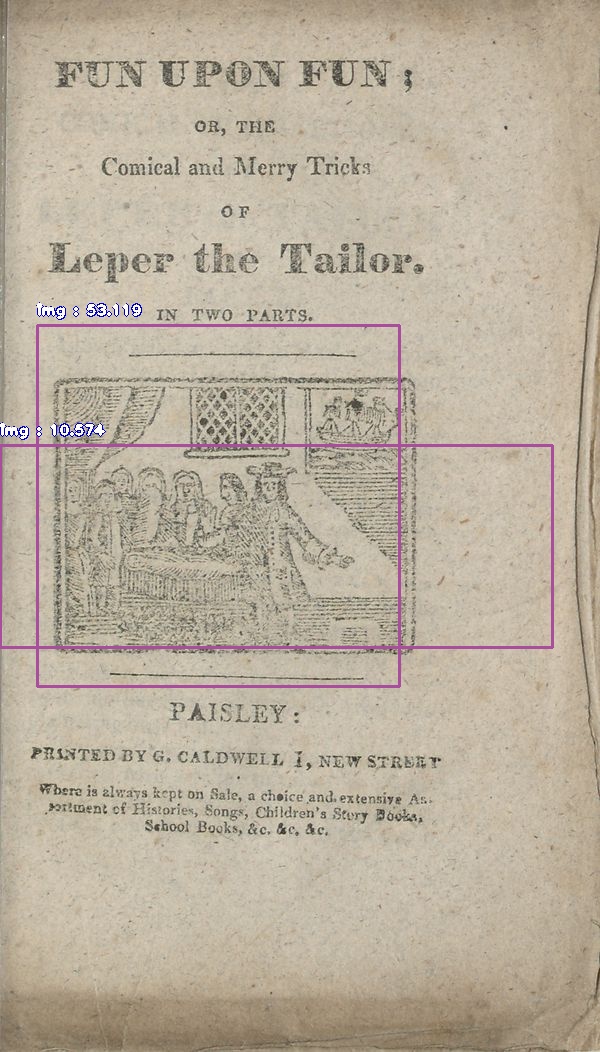 FUN UPON FUN;
OR, THE
Comical and Merry Tricks
OF
Leper the Tailor.
IN TWO PARTS.
img : 53.119
img : 10.574
PAISLEY:
PRINTED BY G. CALDWELL 1, NEW STREET
Where is always kept on Sale, a choice and extensive As-
sortment of Histories, Songs, Children's Story Books,
School Books, &c. &c. &c.